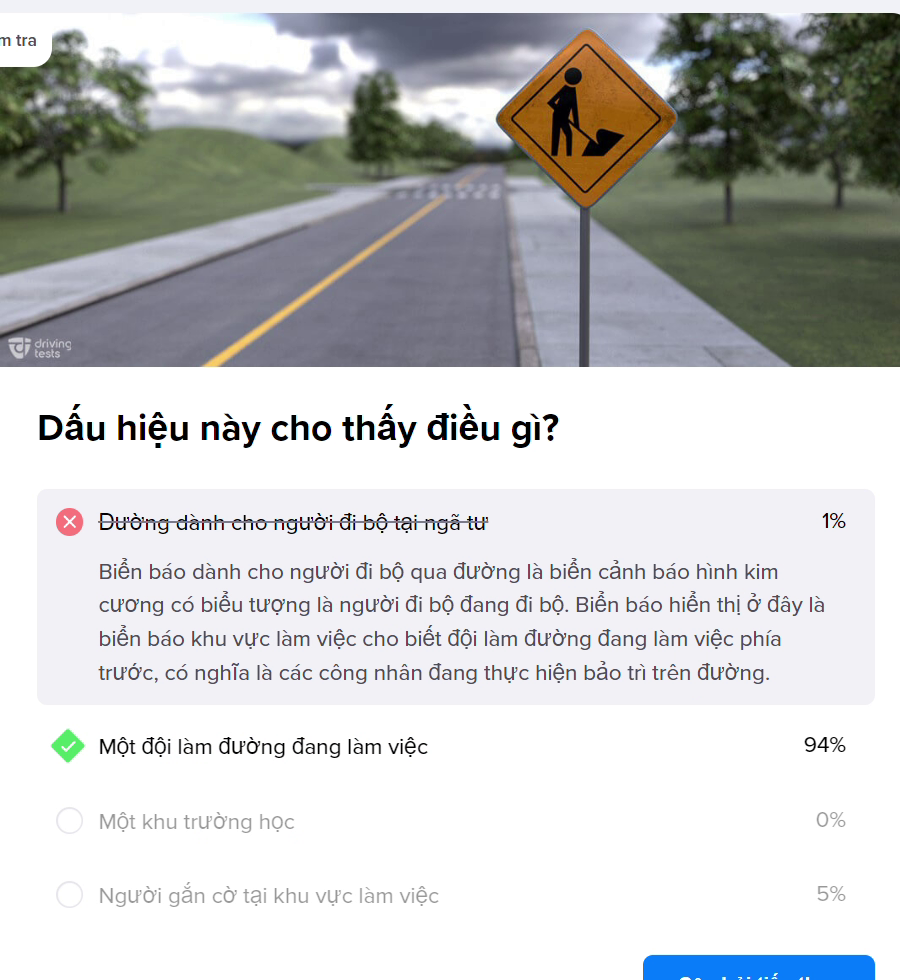 m tra
driving
tests
Dấu hiệu này cho thấy điều gì?
Đường dành cho người đi bộ tại ngã tư 1%
Biển báo dành cho người đi bộ qua đường là biển cảnh báo hình kim
cương có biểu tượng là người đi bộ đang đi bộ. Biển báo hiển thị ở đây là
biển báo khu vực làm việc cho biết đội làm đường đang làm việc phía
trước, có nghĩa là các công nhân đang thực hiện bảo trì trên đường.
Một đội làm đường đang làm việc 94%
Một khu trường học 0%
Người gắn cờ tại khu vực làm việc 5%